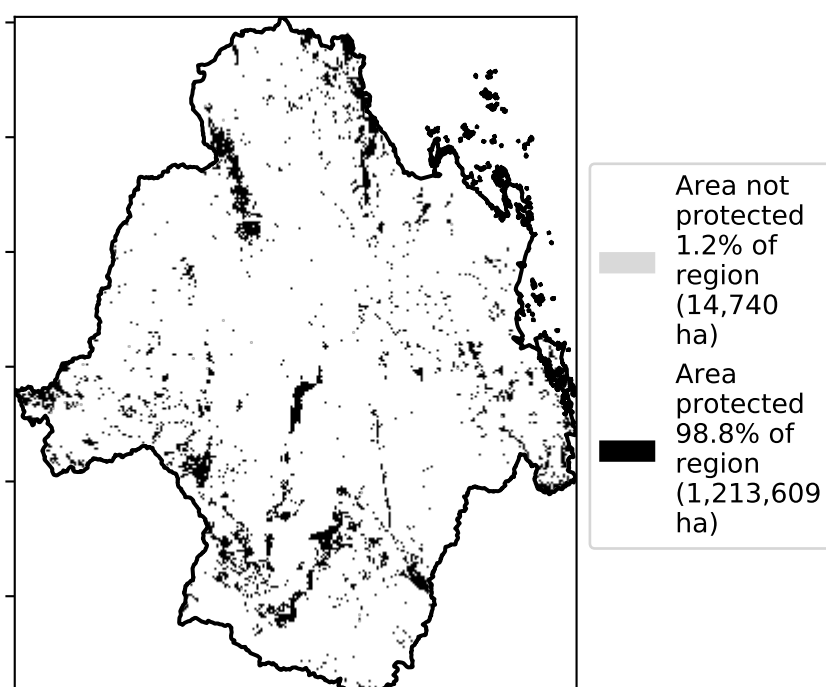 Area not
protected
1.2% of
region
(14,740
ha)
Area
protected
98.8% of
region
(1,213,609
ha)